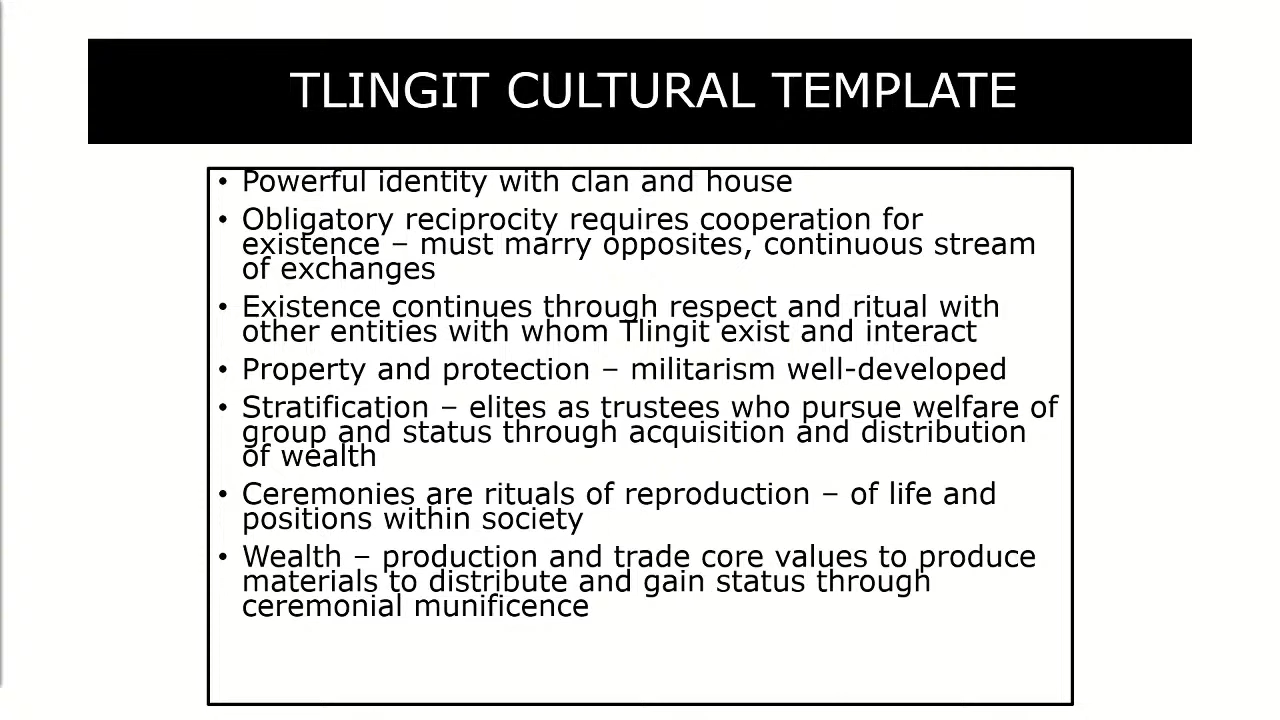 TLINGIT CULTURAL TEMPLATE
• Powerful identity with clan and house
• Obligatory reciprocity requires cooperation for
existence – must marry opposites, continuous stream
of exchanges
• Existence continues through respect and ritual with
other entities with whom Tlingit exist and interact
• Property and protection – militarism well-developed
• Stratification – elites as trustees who pursue welfare of
group and status through acquisition and distribution
of wealth
• Ceremonies are rituals of reproduction – of life and
positions within society
• Wealth – production and trade core values to produce
materials to distribute and gain status through
ceremonial munificence